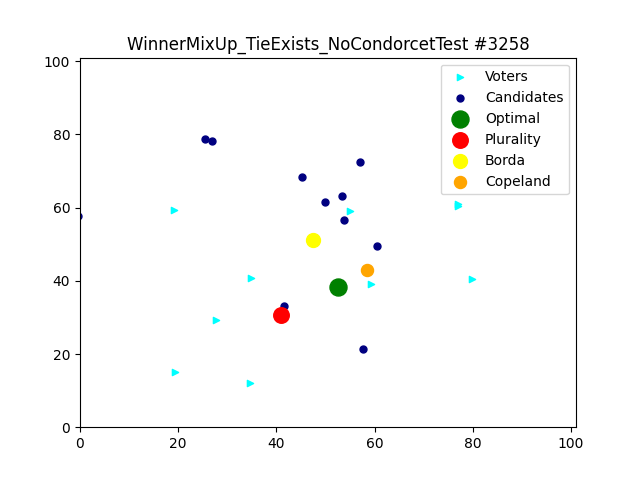 WinnerMixUp_TieExists_NoCondorcetTest #3258
100
80
60
40
20
0
0
20
40
60
80
100
Voters
Candidates
Optimal
Plurality
Borda
Copeland